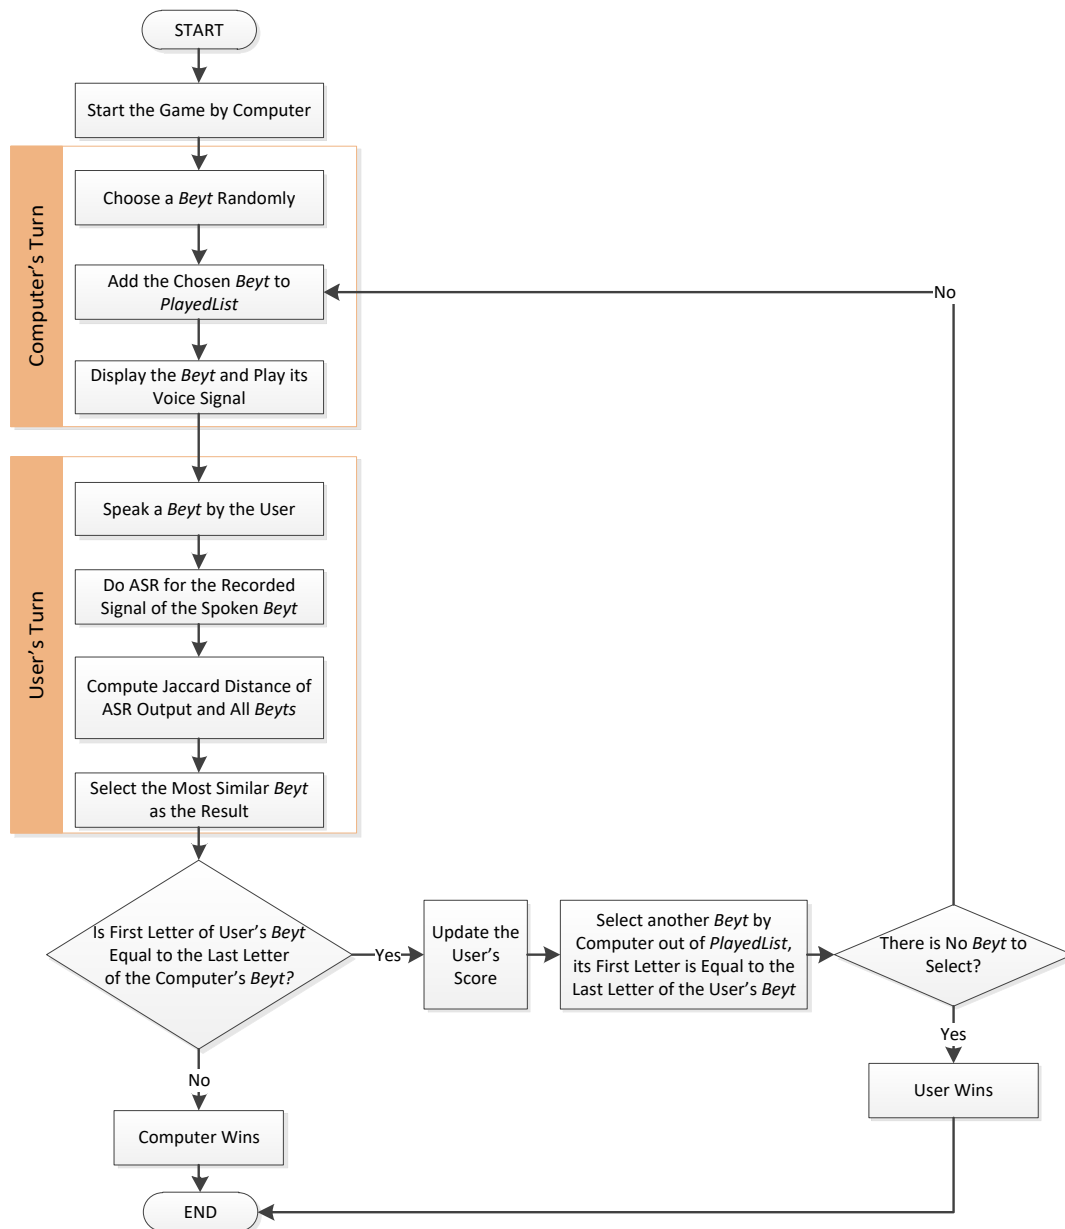 START
Start the Game by Computer
Computer's Turn
Choose a Beyt Randomly
Add the Chosen Beyt to
PlayedList
No
Display the Beyt and Play its
Voice Signal
User's Turn
Speak a Beyt by the User
Do ASR for the Recorded
Signal of the Spoken Beyt
Compute Jaccard Distance of
ASR Output and All Beyts
Select the Most Similar Beyt
as the Result
Is First Letter of User's Beyt
Equal to the Last Letter
of the Computer's Beyt?
Yes
Update the
User's
Score
Select another Beyt by
Computer out of PlayedList,
its First Letter is Equal to the
Last Letter of the User's Beyt
There is No Beyt to
Select?
Yes
User Wins
No
Computer Wins
END